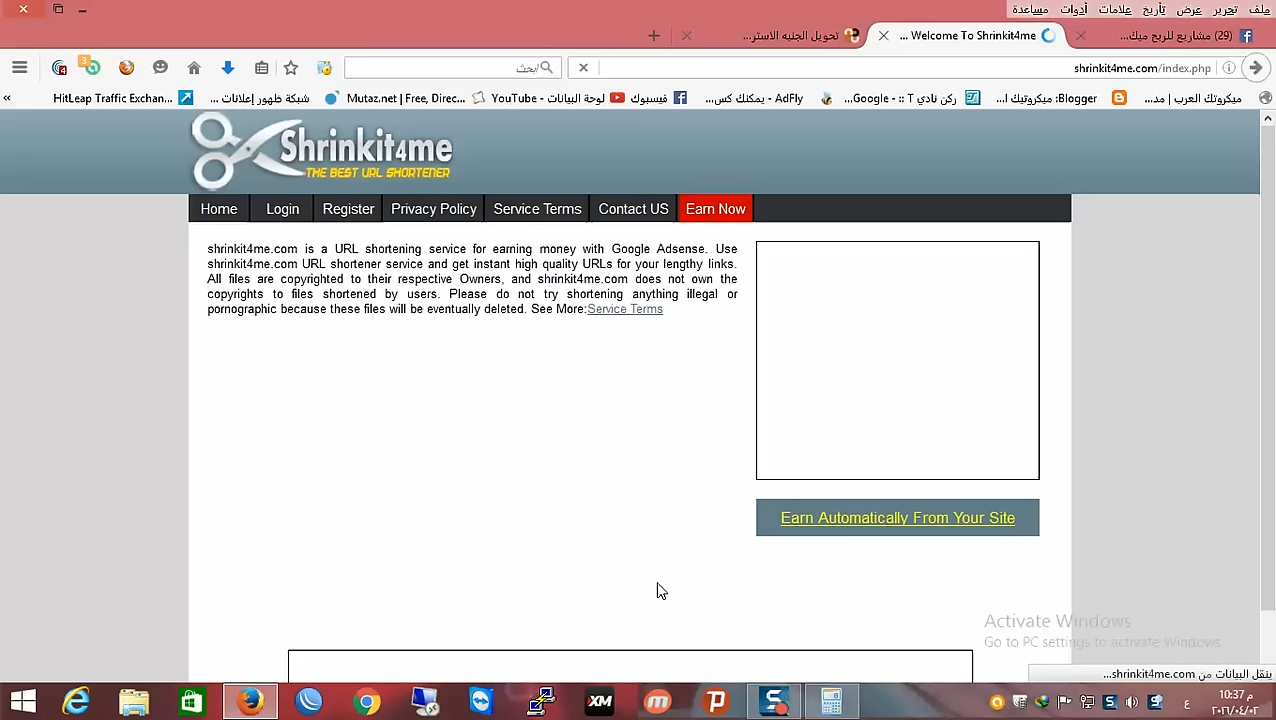 ملف تحرير عرض تأريخ علامات أدوات مساعدة
(29) مشاريع للربح ميك...
Welcome To Shrinkit4me ...
تحويل الجنيه الاستر...
shrinkit4me.com/index.php
ابحث
3
ميكروتك العرب | مد...
Blogger: ميكروتيك ا...
ركن نادي Google - :: T...
AdFly - يمكنك كس...
فيسبوك
لوحة البيانات - YouTube
Mutaz.net | Free, Direc...
شبكة ظهور إعلانات ...
HitLeap Traffic Exchan...
Shrinkit4me
THE BEST URL SHORTENER
Home Login Register Privacy Policy Service Terms Contact US Earn Now
shrinkit4me.com is a URL shortening service for earning money with Google Adsense. Use
shrinkit4me.com URL shortener service and get instant high quality URLs for your lengthy links.
All files are copyrighted to their respective Owners, and shrinkit4me.com does not own the
copyrights to files shortened by users. Please do not try shortening anything illegal or
pornographic because these files will be eventually deleted. See More:Service Terms
Earn Automatically From Your Site
Activate Windows
Go to PC settings to activate Windows.
ينقل البيانات من shrinkit4me.com...
XM
ع
10:37 م
٢٠١٦/٠٤/٠٢